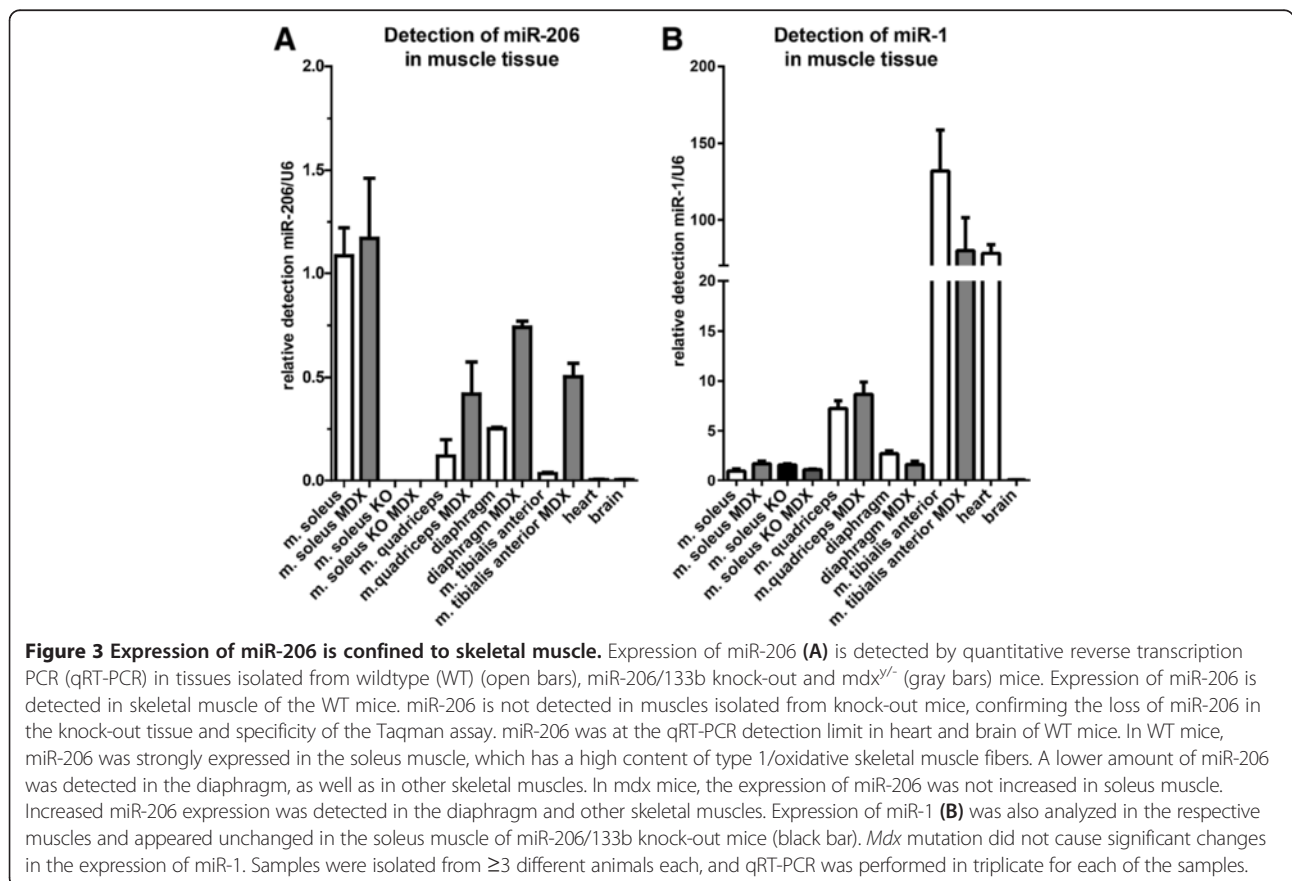 A
Detection of miR-206
in muscle tissue
relative detection miR-206/U6
2.0
1.5
1.0
0.5
0.0
m. soleus
m. soleus MDX
m. soleus KO
m. soleus KO MDX
m. quadriceps
m.quadriceps MDX
diaphragm
diaphragm MDX
m. tibialis anterior
m. tibialis anterior MDX
heart
brain
B
Detection of miR-1
in muscle tissue
relative detection miR-1/U6
200
150
100
20
15
10
5
0
m. soleus
m. soleus MDX
m. soleus KO
m. soleus KO MDX
m. quadriceps
m.quadriceps MDX
diaphragm
diaphragm MDX
m. tibialis anterior
m. tibialis anterior MDX
heart
brain
Figure 3 Expression of miR-206 is confined to skeletal muscle. Expression of miR-206 (A) is detected by quantitative reverse transcription
PCR (qRT-PCR) in tissues isolated from wildtype (WT) (open bars), miR-206/133b knock-out and mdxy/- (gray bars) mice. Expression of miR-206 is
detected in skeletal muscle of the WT mice. miR-206 is not detected in muscles isolated from knock-out mice, confirming the loss of miR-206 in
the knock-out tissue and specificity of the Taqman assay. miR-206 was at the qRT-PCR detection limit in heart and brain of WT mice. In WT mice,
miR-206 was strongly expressed in the soleus muscle, which has a high content of type 1/oxidative skeletal muscle fibers. A lower amount of miR-206
was detected in the diaphragm, as well as in other skeletal muscles. In mdx mice, the expression of miR-206 was not increased in soleus muscle.
Increased miR-206 expression was detected in the diaphragm and other skeletal muscles. Expression of miR-1 (B) was also analyzed in the respective
muscles and appeared unchanged in the soleus muscle of miR-206/133b knock-out mice (black bar). Mdx mutation did not cause significant changes
in the expression of miR-1. Samples were isolated from ≥3 different animals each, and qRT-PCR was performed in triplicate for each of the samples.